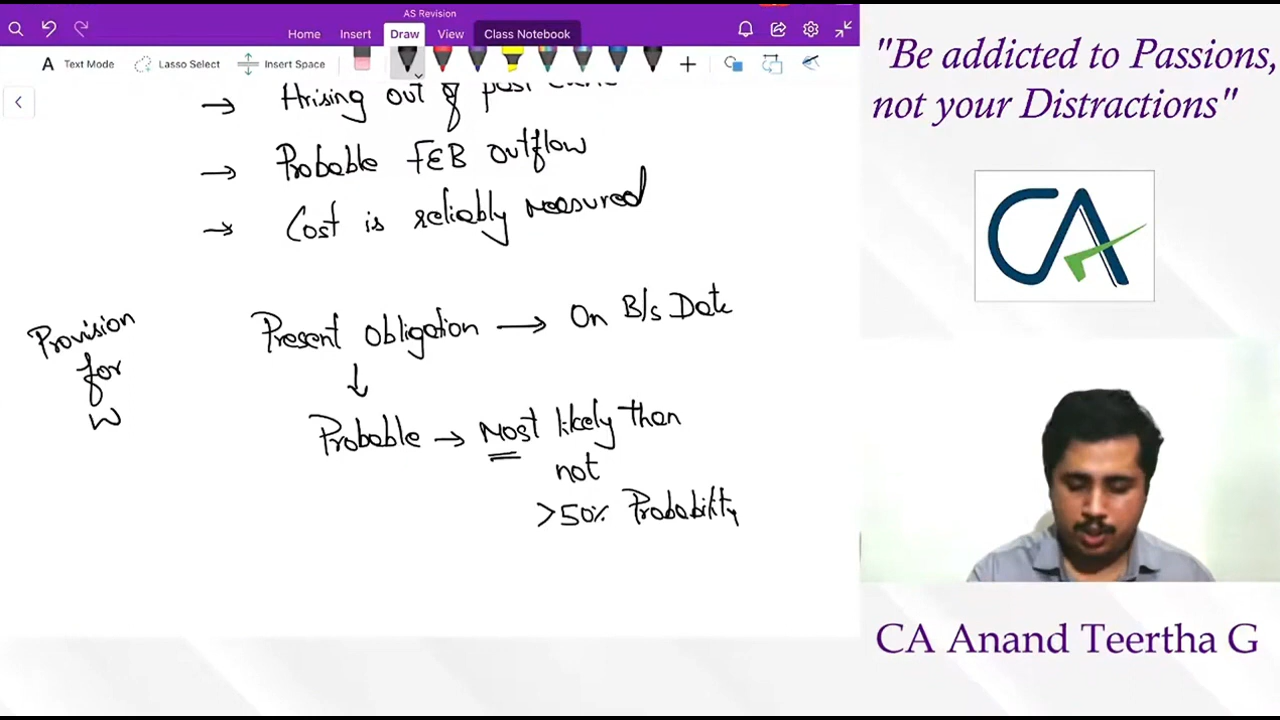 AS Revision
Home Insert Draw View Class Notebook
A Text Mode Lasso Select Insert Space
→ Arising out of past
→ Probable FEB outflow
→ Cost is reliably measured
Provision
for
W
Present obligation → On B/s Date
Probable → Most likely than
not
>50% Probability
"Be addicted to Passions,
not your Distractions"
CA
CA Anand Teertha G